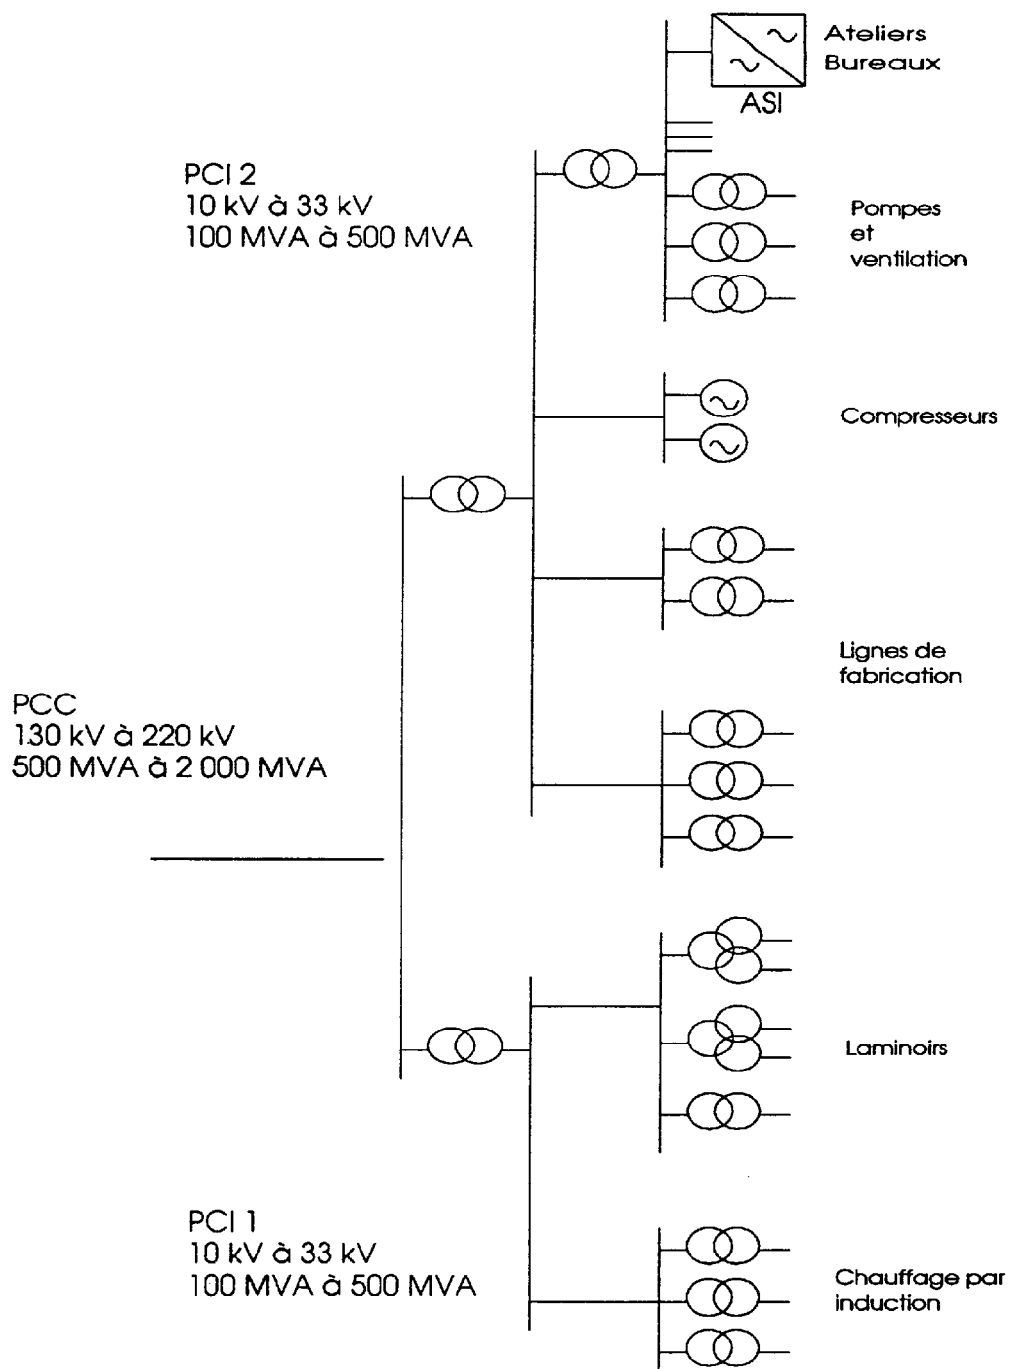 Ateliers
Bureaux
ASI
PCI 2
10 kV à 33 kV
100 MVA à 500 MVA
Pompes
et
ventilation
Compresseurs
Lignes de
fabrication
PCC
130 kV à 220 kV
500 MVA à 2 000 MVA
Laminoirs
PCI 1
10 kV à 33 kV
100 MVA à 500 MVA
Chauffage par
induction